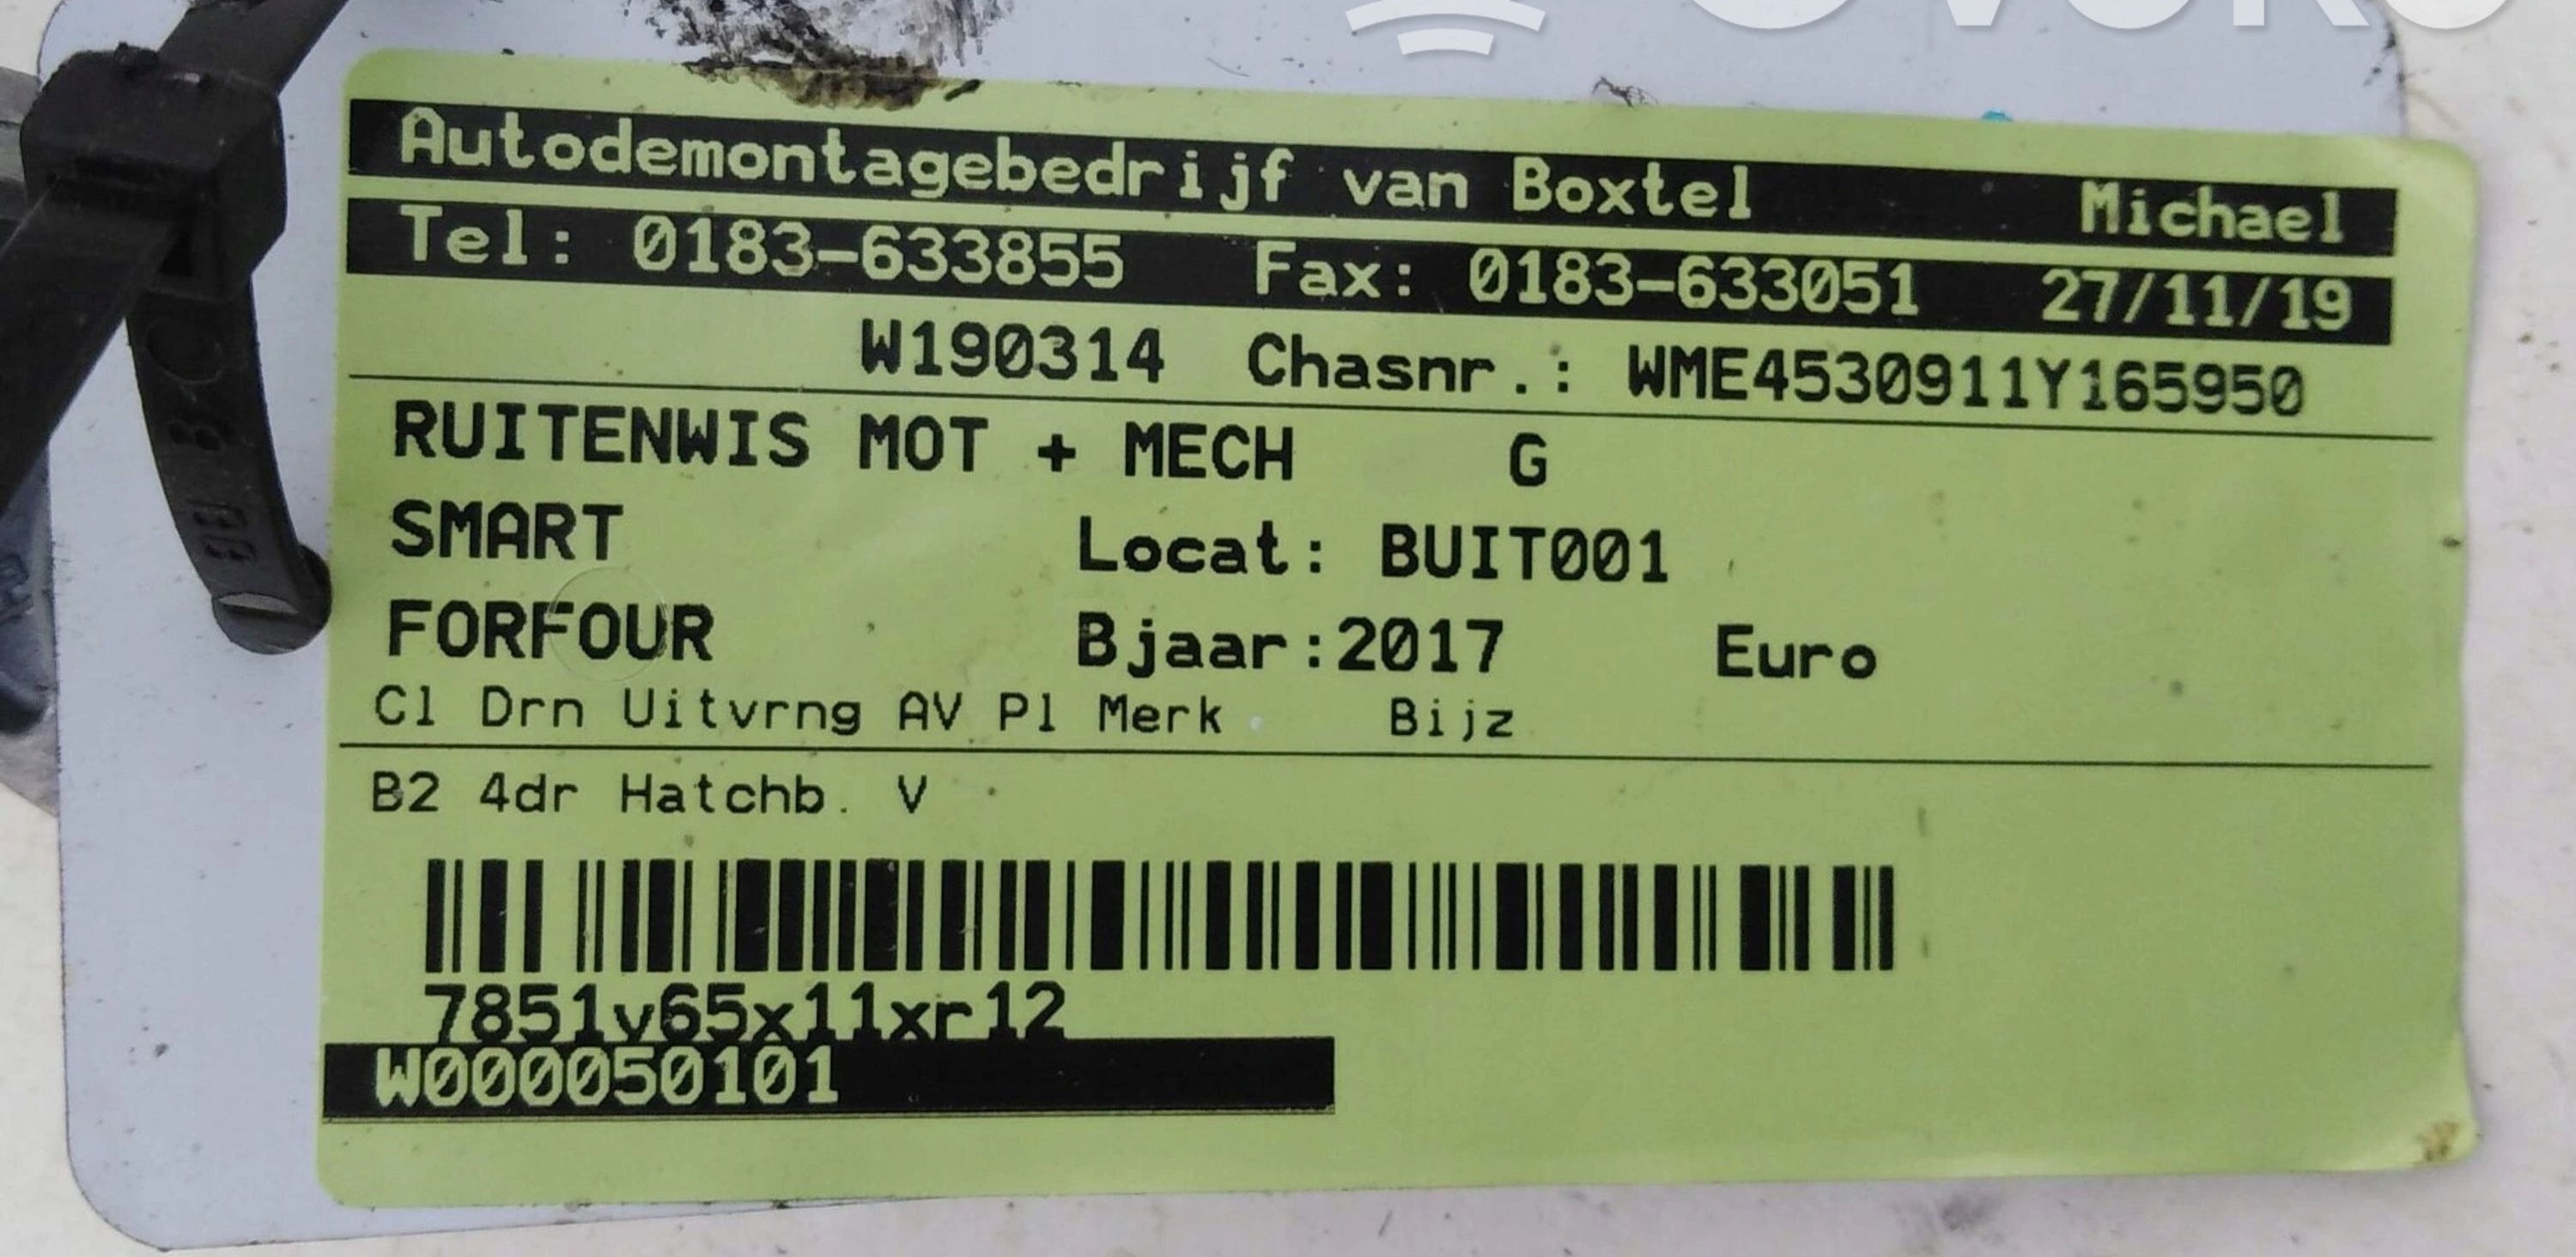 Autodemontagebedrijf van Boxtel Michael
Tel: 0183-633855 Fax: 0183-633051 27/11/19
W190314 Chasnr.: WME4530911Y165950
RUITENWIS MOT + MECH G
SMART Locat: BUIT001
FORFOUR Bjaar:2017 Euro
Cl Drn Uitvrng AV Pl Merk Bijz
B2 4dr Hatchb. V
7851v65x11xr12
W000050101